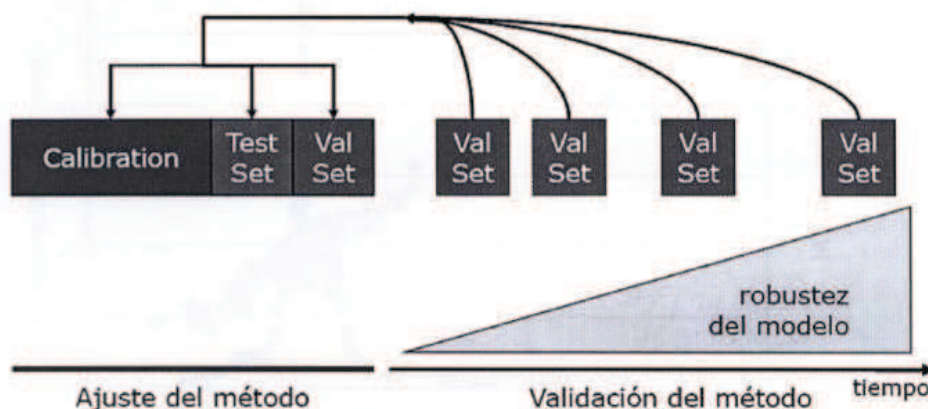 Calibration
Test
Set
Val
Set
Val
Set
Val
Set
Val
Set
Val
Set
robustez
del modelo
Ajuste del método
Validación del método
tiempo